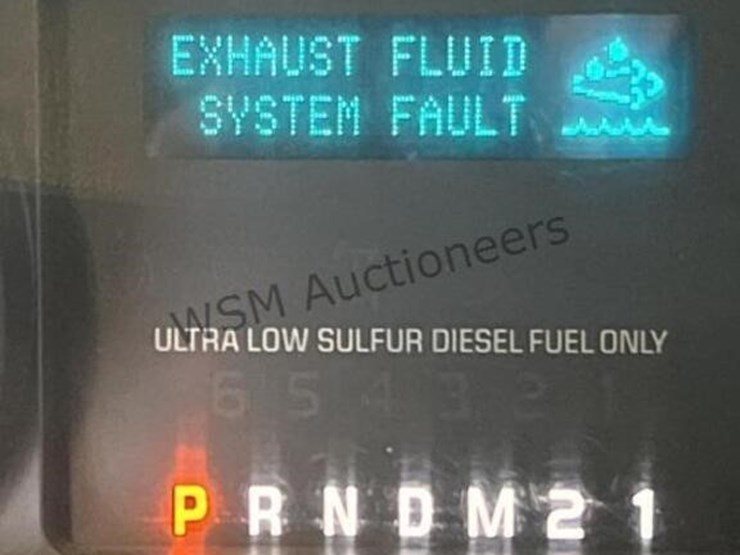 EXHAUST FLUID
SYSTEM FAULT
WSM Auctioneers
ULTRA LOW SULFUR DIESEL FUEL ONLY
6 5 4 3 2 1
P R N D M 2 1